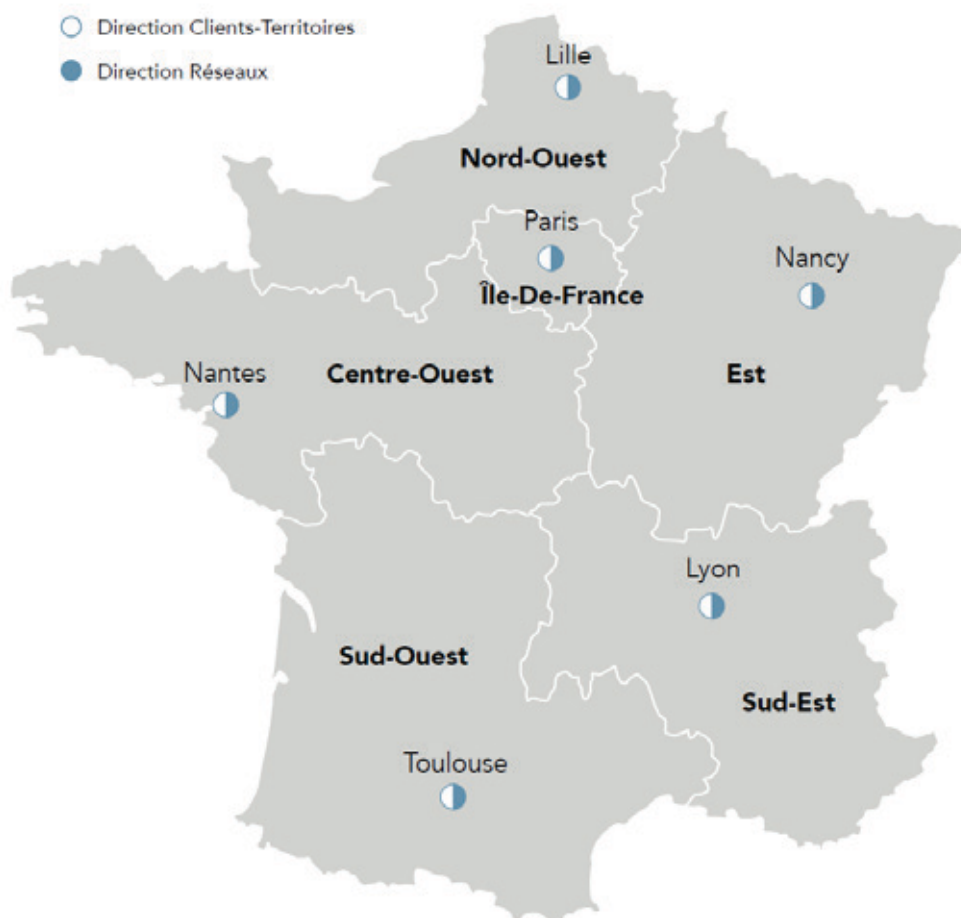 Direction Clients-Territoires
Direction Réseaux
Lille
Nord-Ouest
Paris
Île-De-France
Nancy
Nantes
Centre-Ouest
Est
Lyon
Sud-Ouest
Sud-Est
Toulouse